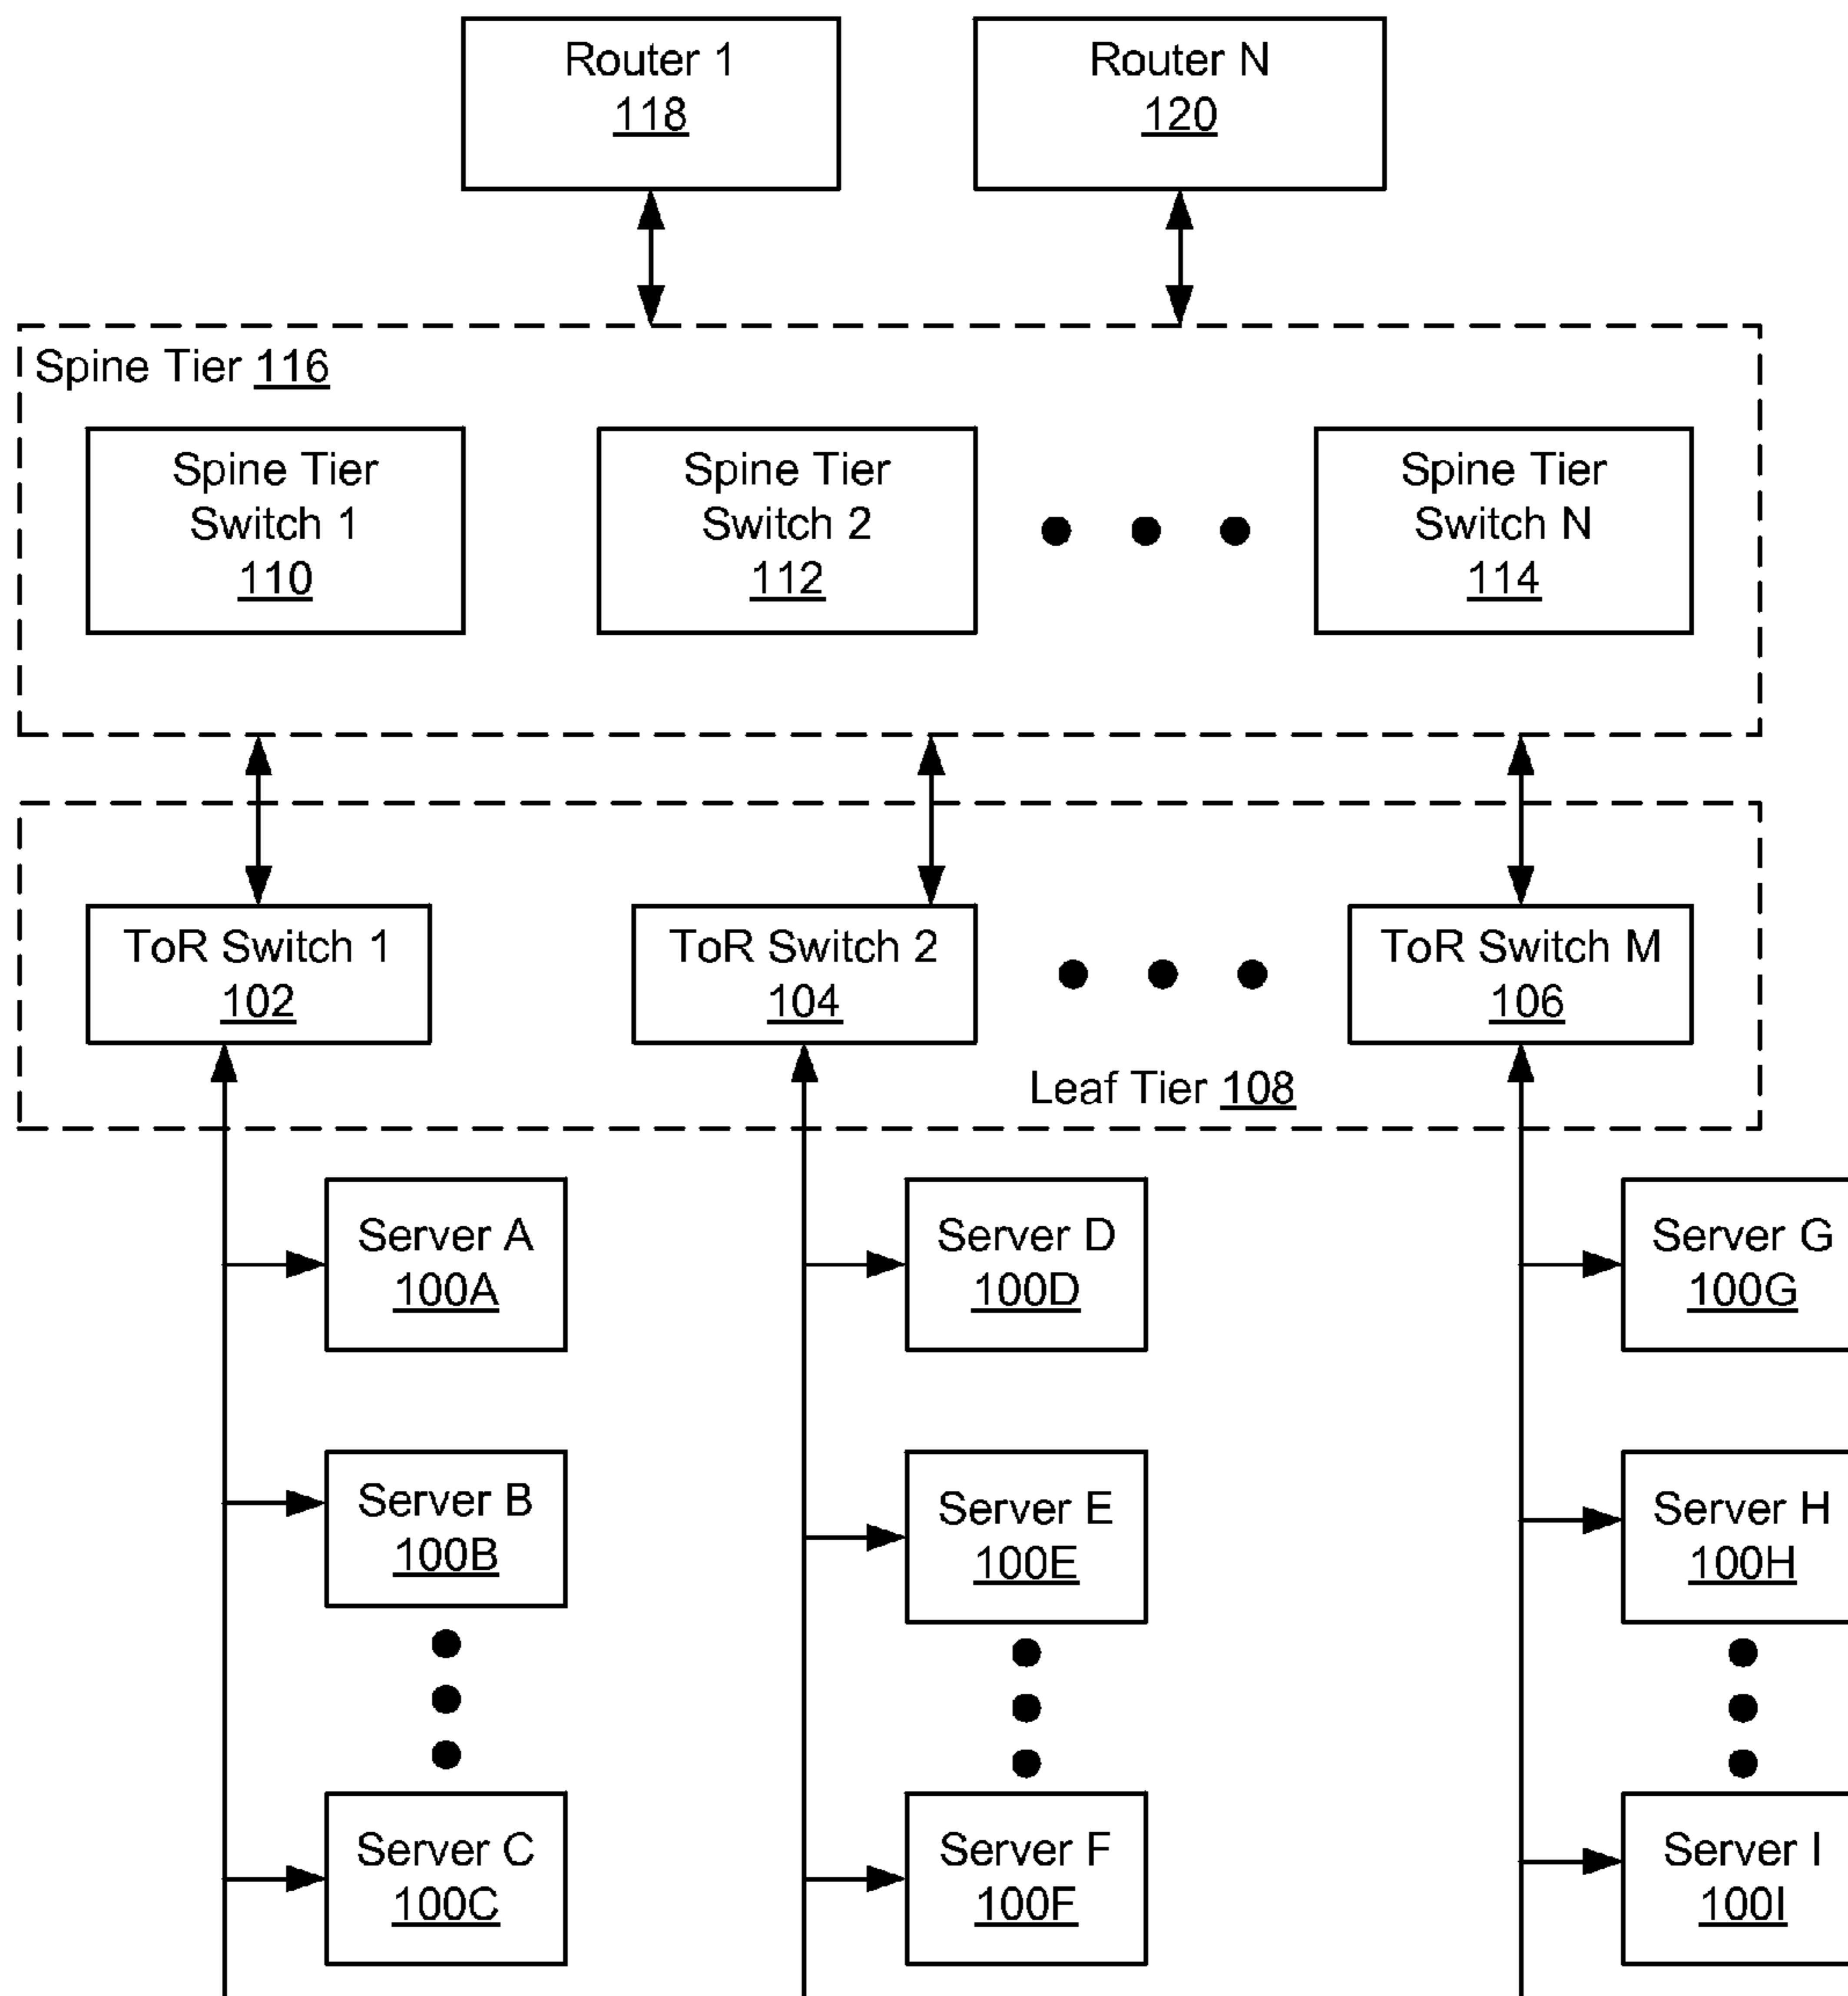 Router 1
118
Router N
120
Spine Tier 116
Spine Tier
Switch 1
110
Spine Tier
Switch 2
112
Spine Tier
Switch N
114
ToR Switch 1
102
ToR Switch 2
104
ToR Switch M
106
Leaf Tier 108
Server A
100A
Server D
100D
Server G
100G
Server B
100B
Server E
100E
Server H
100H
Server C
100C
Server F
100F
Server I
100I